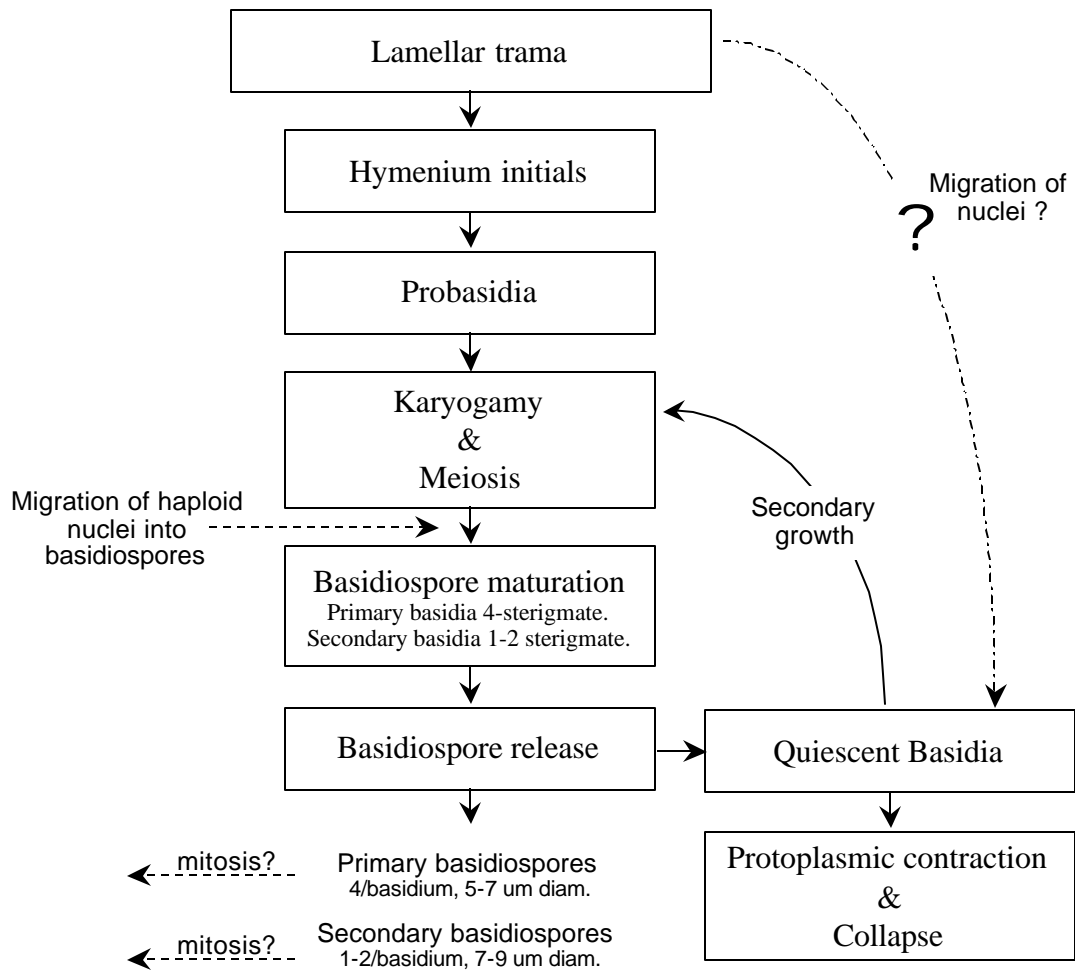 Lamellar trama
Hymenium initials
Migration of
nuclei ?
?
Probasidia
Karyogamy
&
Meiosis
Migration of haploid
nuclei into
basidiospores
Secondary
growth
Basidiospore maturation
Primary basidia 4-sterigmate.
Secondary basidia 1-2 sterigmate.
Basidiospore release
Quiescent Basidia
mitosis?
Primary basidiospores
4/basidium, 5-7 um diam.
Protoplasmic contraction
&
Collapse
mitosis?
Secondary basidiospores
1-2/basidium, 7-9 um diam.